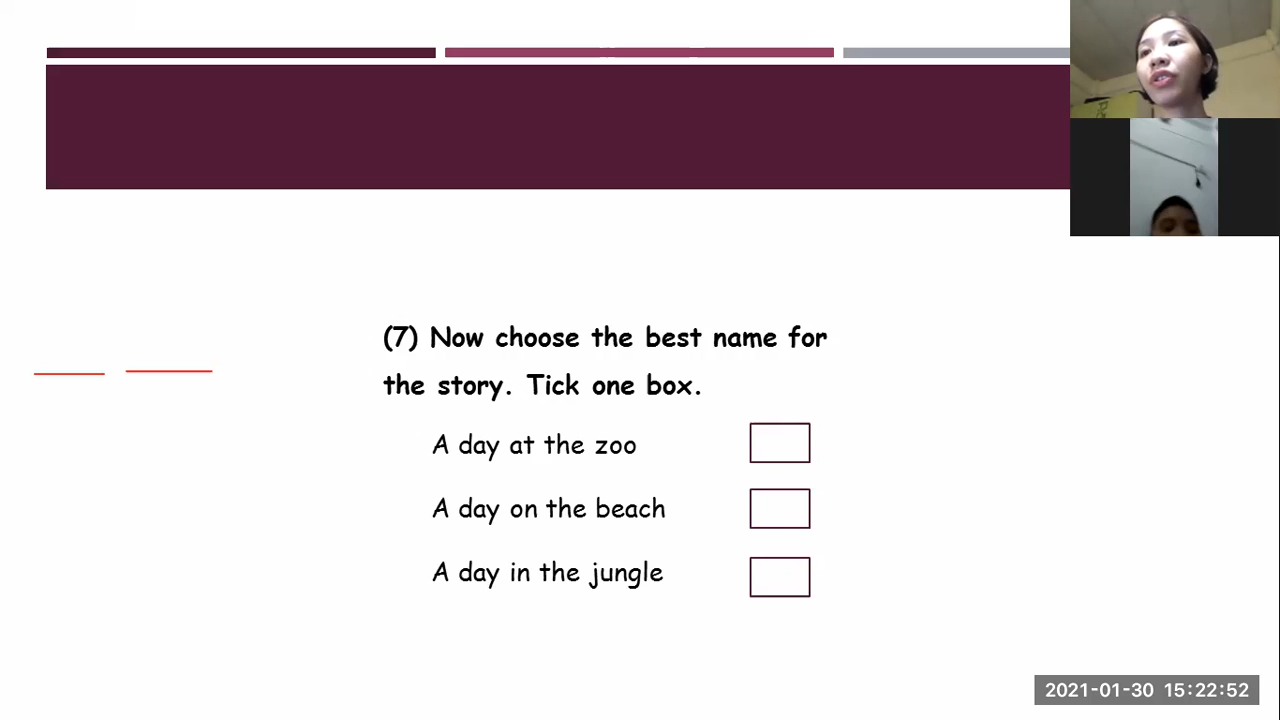 (7) Now choose the best name for
the story. Tick one box.
A day at the zoo
A day on the beach
A day in the jungle
2021-01-30 15:22:52